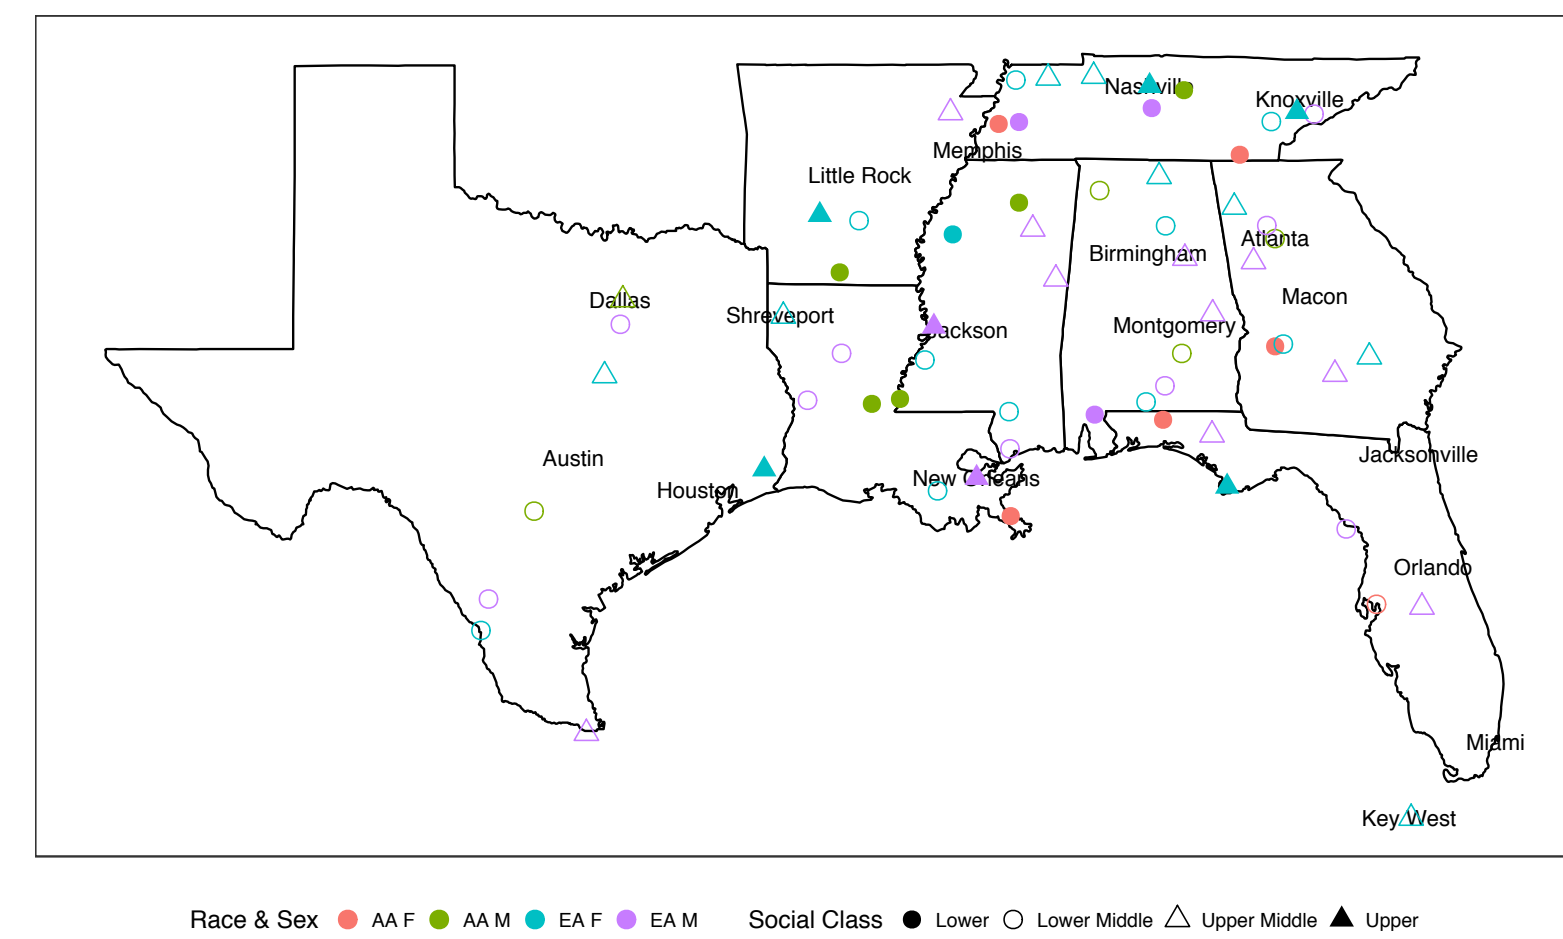 Nashville
Knoxville
Memphis
Little Rock
Atlanta
Birmingham
Macon
Dallas
Shreveport
Jackson
Montgomery
Austin
Jacksonville
Houston
New Orleans
Orlando
Miami
Key West
Race & Sex AA F AA M EA F EA M Social Class Lower Lower Middle Upper Middle Upper